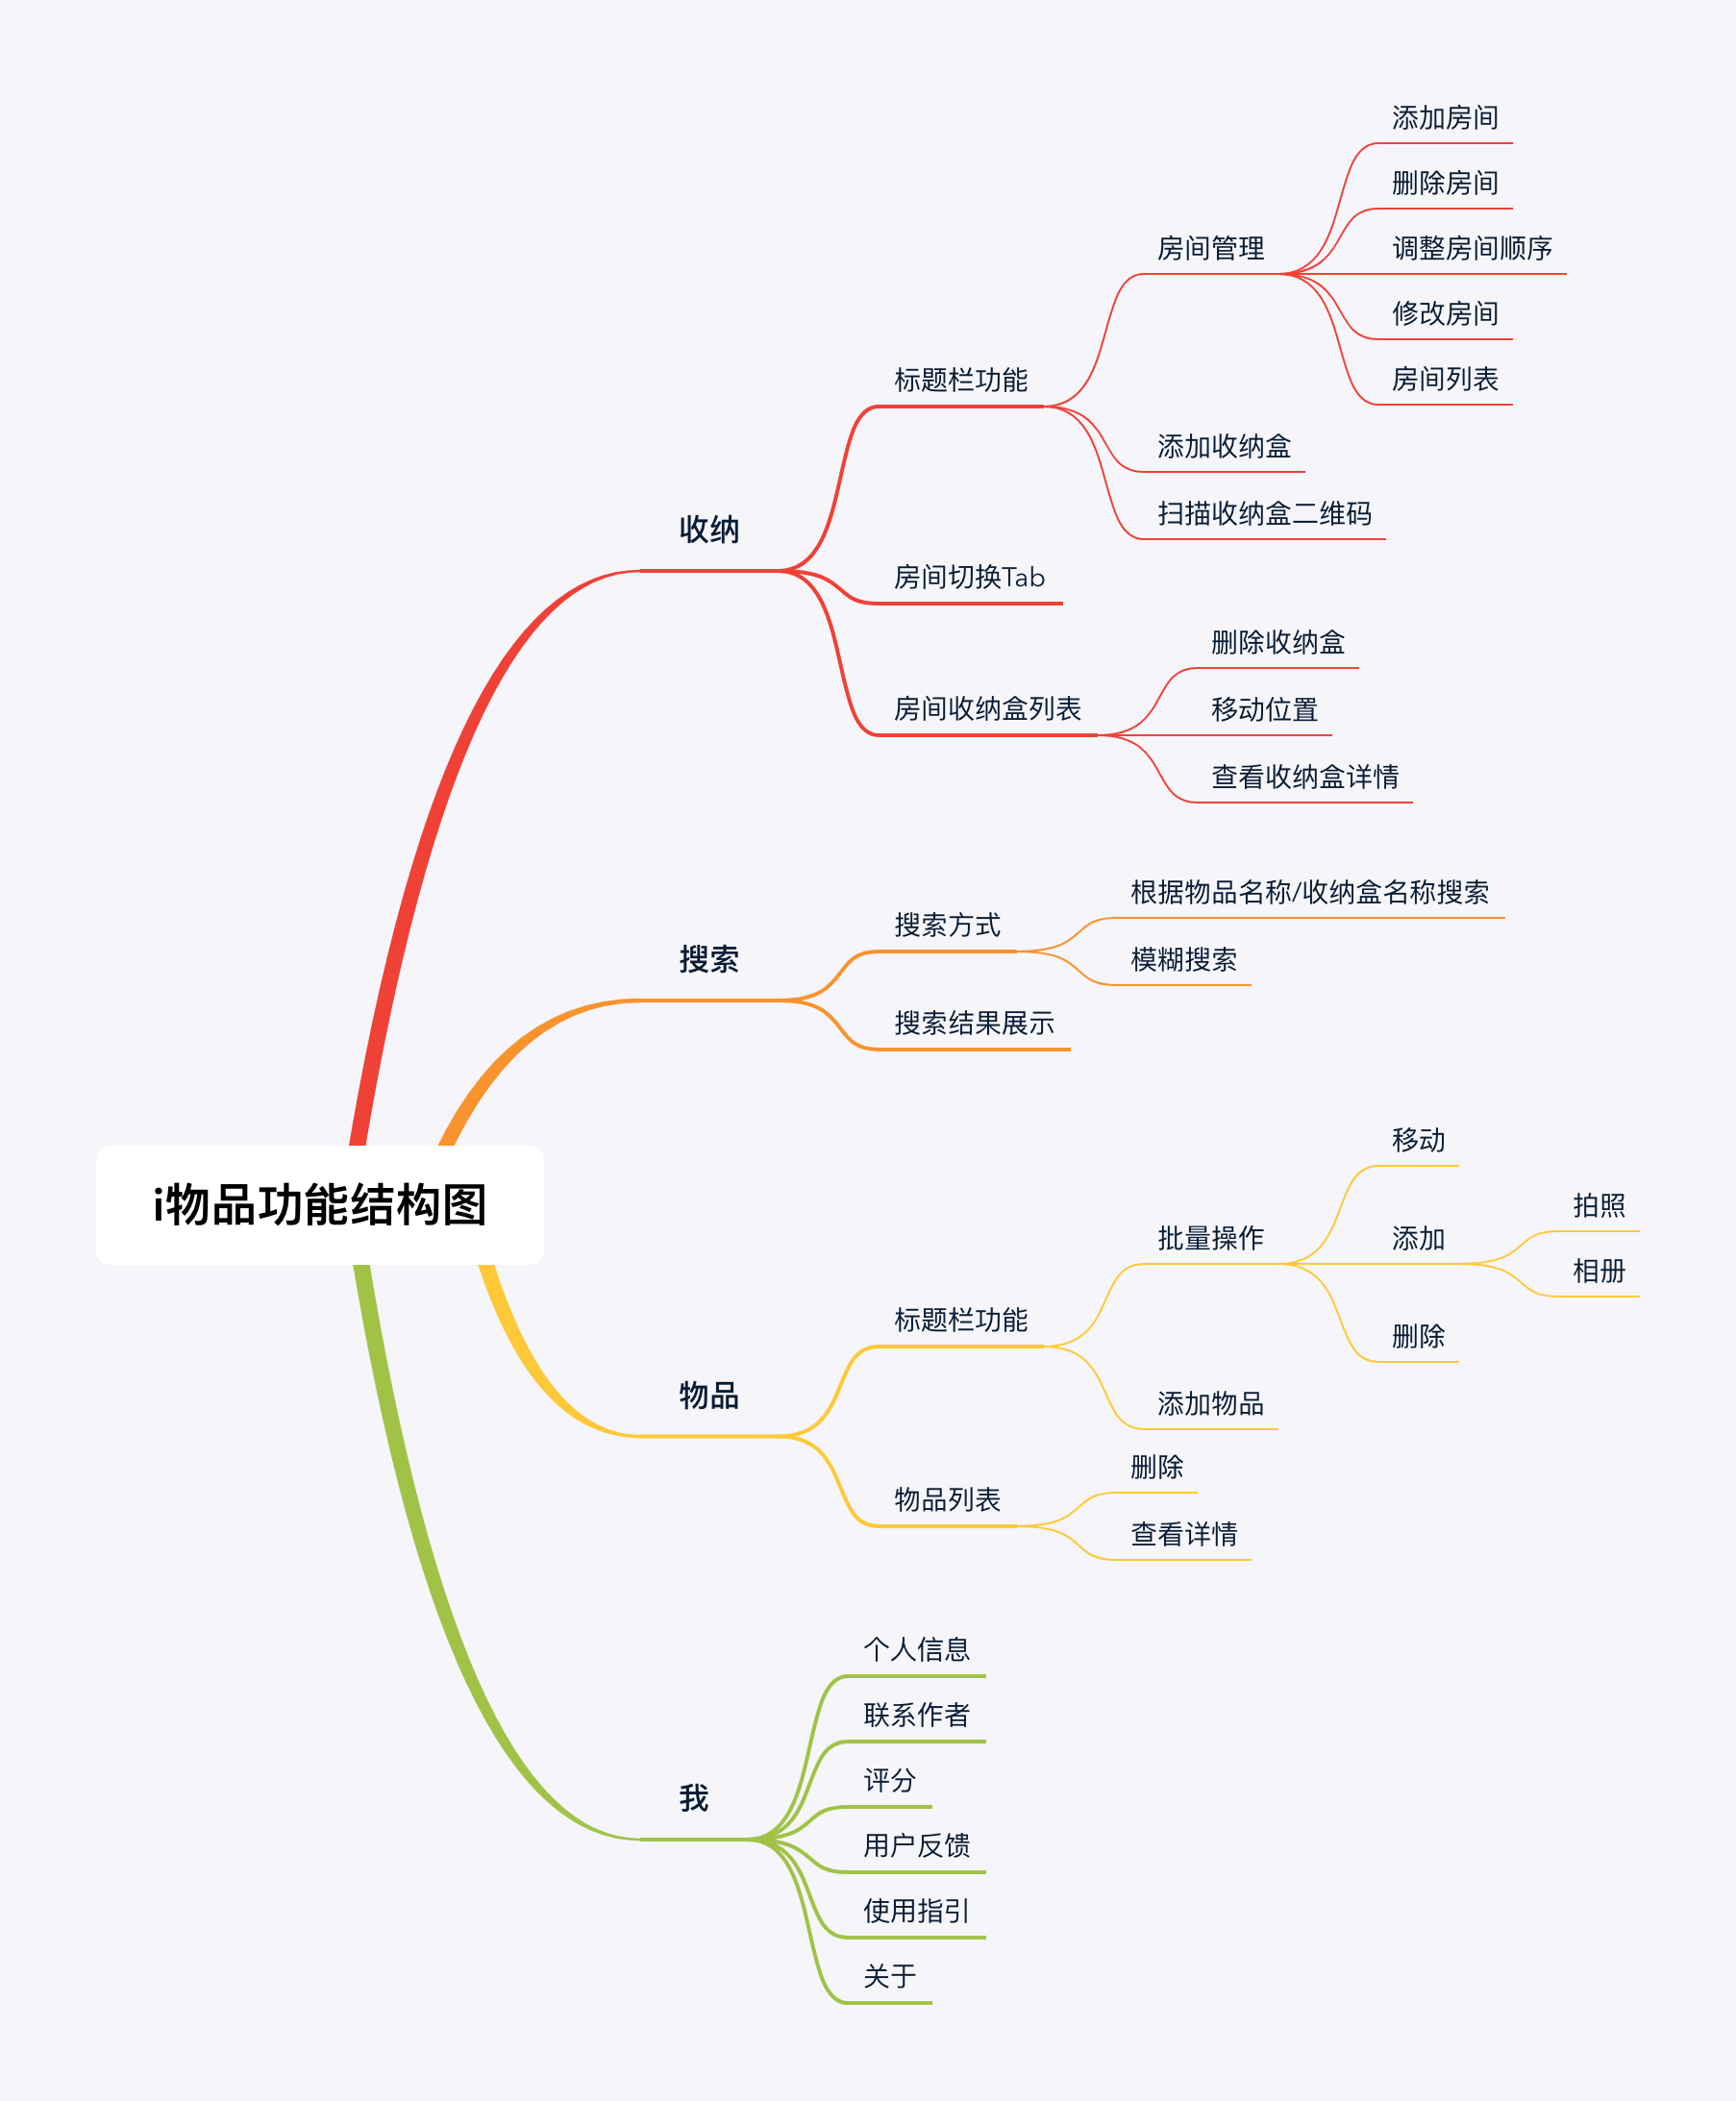 i物品功能结构图
收纳
标题栏功能
房间管理
添加房间
删除房间
调整房间顺序
修改房间
房间列表
添加收纳盒
扫描收纳盒二维码
房间切换Tab
房间收纳盒列表
删除收纳盒
移动位置
查看收纳盒详情
搜索
搜索方式
根据物品名称/收纳盒名称搜索
模糊搜索
搜索结果展示
物品
标题栏功能
批量操作
移动
添加
拍照
相册
删除
添加物品
物品列表
删除
查看详情
我
个人信息
联系作者
评分
用户反馈
使用指引
关于